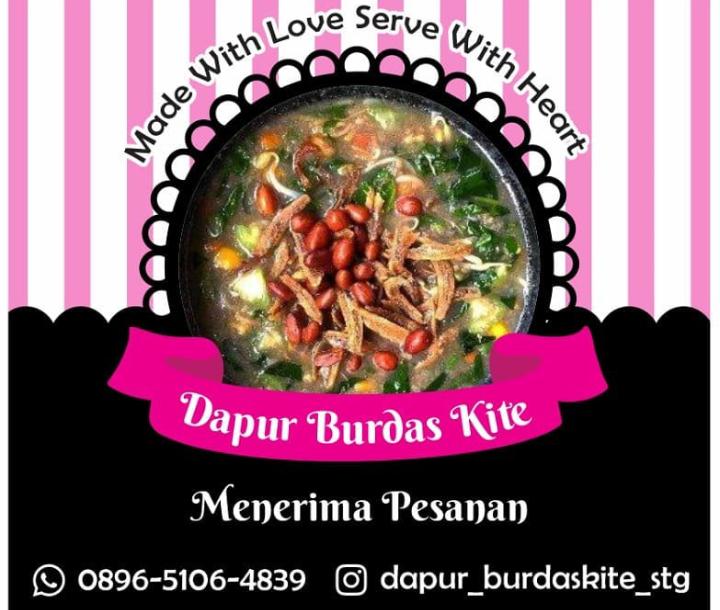 Made With Love Serve With Heart
Dapur Burdas Kite
Menerima Pesanan
0896-5106-4839 dapur_burdaskite_stg